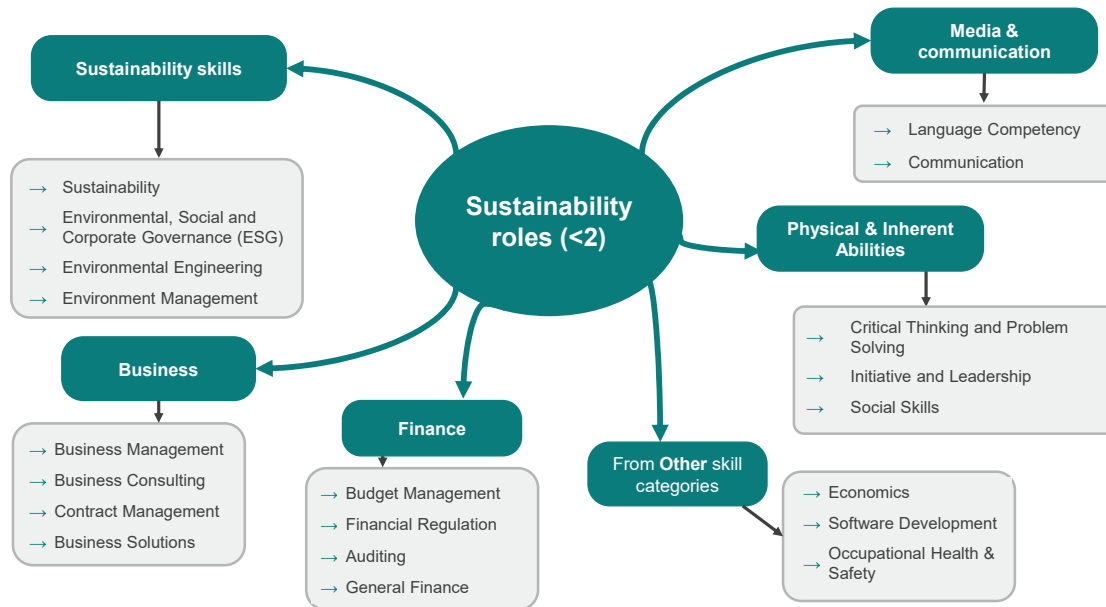 Sustainability
roles (<2)
Sustainability skills
→ Sustainability
→ Environmental, Social and
Corporate Governance (ESG)
→ Environmental Engineering
→ Environment Management
Business
→ Business Management
→ Business Consulting
→ Contract Management
→ Business Solutions
Finance
→ Budget Management
→ Financial Regulation
→ Auditing
→ General Finance
From Other skill
categories
→ Economics
→ Software Development
→ Occupational Health &
Safety
Physical & Inherent
Abilities
→ Critical Thinking and Problem
Solving
→ Initiative and Leadership
→ Social Skills
Media &
communication
→ Language Competency
→ Communication